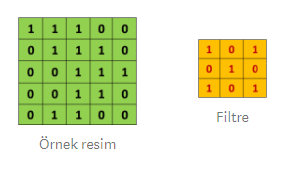 1 1 1 0 0
0 1 1 1 0
0 0 1 1 1
0 0 1 1 0
0 1 1 0 0
Örnek resim
1 0 1
0 1 0
1 0 1
Filtre